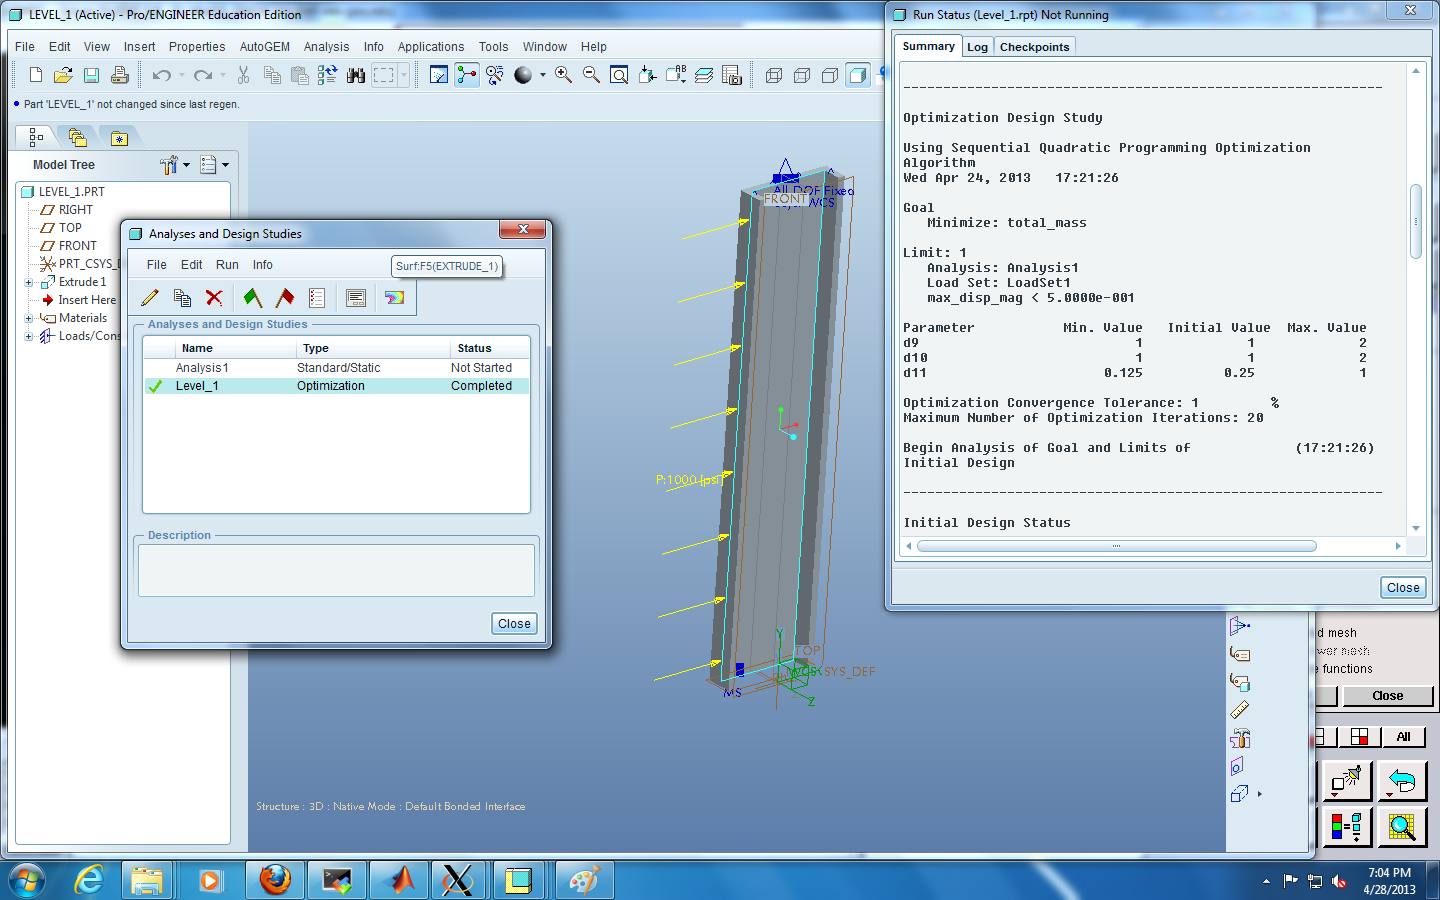 LEVEL_1 (Active) - Pro/ENGINEER Education Edition
File Edit View Insert Properties AutoGEM Analysis Info Applications Tools Window Help
Part 'LEVEL_1' not changed since last regen.
Model Tree
LEVEL_1.PRT
RIGHT
TOP
FRONT
PRT_CSYS_D
Extrude 1
Insert Here
Materials
Loads/Cons
Analyses and Design Studies
File Edit Run Info
Surf:F5(EXTRUDE_1)
Analyses and Design Studies
Name Type Status
Analysis1 Standard/Static Not Started
Level_1 Optimization Completed
Description
Close
All DOF Fixed
FRONT
WCS
P:1000 [psi]
Y
TOP
CSYS_DEF
MS
Z
Structure : 3D : Native Mode : Default Bonded Interface
Run Status (Level_1.rpt) Not Running
Summary Log Checkpoints
------------------------------------------------------------
Optimization Design Study
Using Sequential Quadratic Programming Optimization
Algorithm
Wed Apr 24, 2013 17:21:26
Goal
Minimize: total_mass
Limit: 1
Analysis: Analysis1
Load Set: LoadSet1
max_disp_mag < 5.0000e-001
Parameter Min. Value Initial Value Max. Value
d9 1 1 2
d10 1 1 2
d11 0.125 0.25 1
Optimization Convergence Tolerance: 1 %
Maximum Number of Optimization Iterations: 20
Begin Analysis of Goal and Limits of (17:21:26)
Initial Design
------------------------------------------------------------
Initial Design Status
Close
d mesh
wer mesh
e functions
Close
All
7:04 PM
4/28/2013